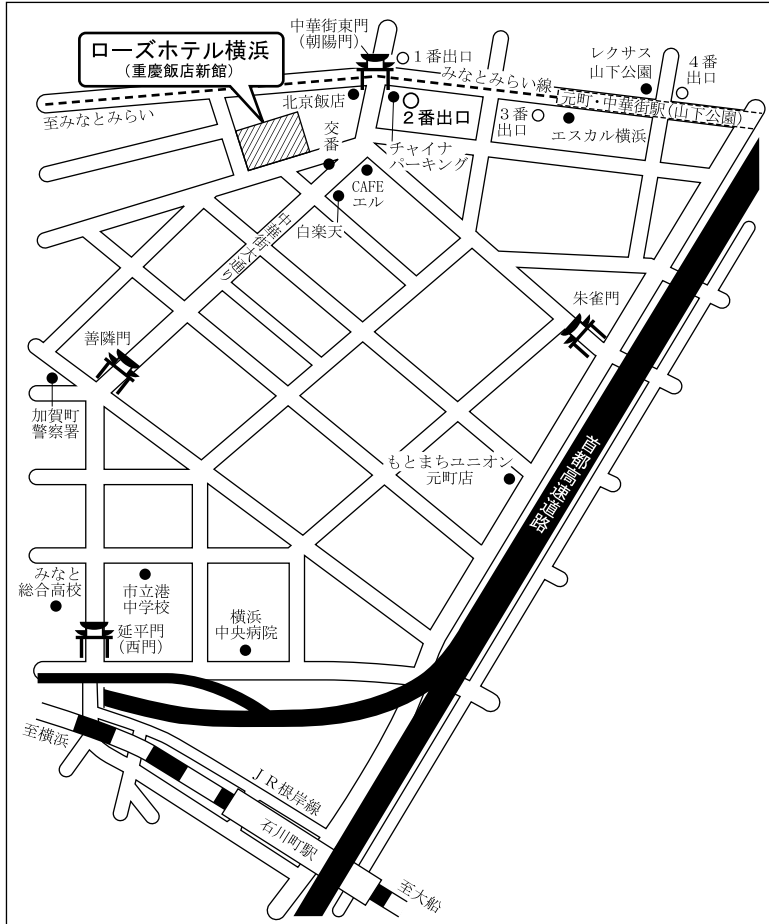 中華街東門
(朝陽門)
ローズホテル横浜
(重慶飯店新館)
1番出口
みなとみらい線
レクサス
山下公園
4番
出口
至みなとみらい
北京飯店
2番出口
3番
出口
元町・中華街駅(山下公園)
エスカル横浜
交番
チャイナ
パーキング
CAFE
エル
白楽天
中華街大通り
朱雀門
善隣門
加賀町
警察署
もとまちユニオン
元町店
首都高速道路
みなと
総合高校
市立港
中学校
横浜
中央病院
延平門
(西門)
至横浜
JR根岸線
石川町駅
至大船